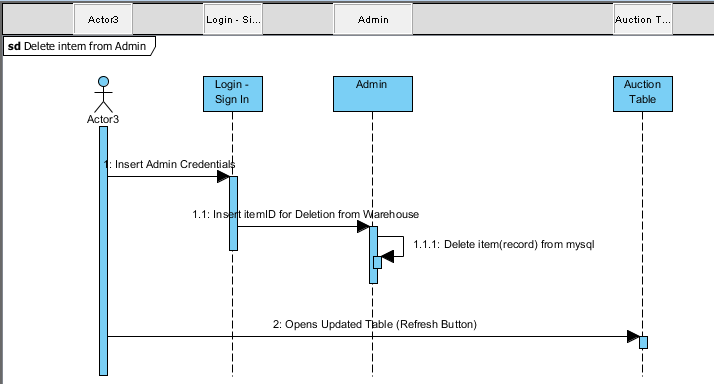 Actor3
Login - Si...
Admin
Auction T...
sd Delete intem from Admin
Login -
Sign In
Admin
Auction
Table
Actor3
1: Insert Admin Credentials
1.1: Insert itemID for Deletion from Warehouse
1.1.1: Delete item(record) from mysql
2: Opens Updated Table (Refresh Button)